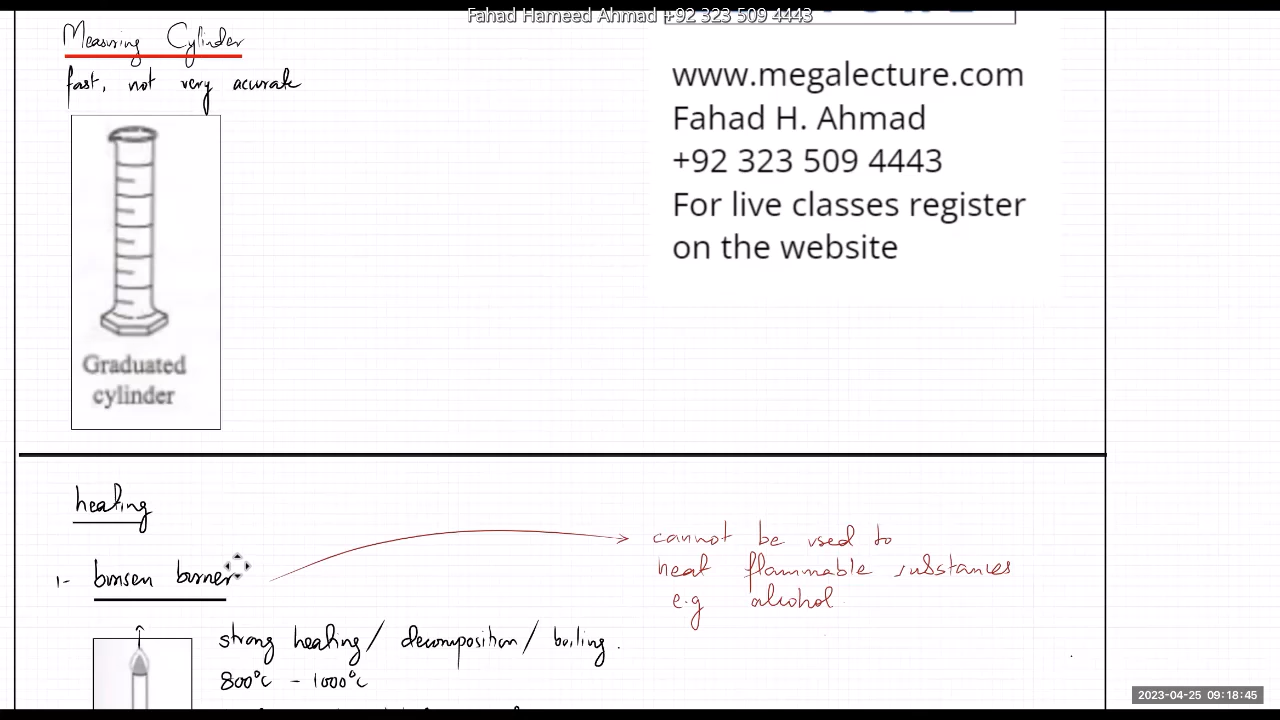 Fahad Hameed Ahmad +92 323 509 4443
Measuring Cylinder
fast, not very accurate
www.megalecture.com
Fahad H. Ahmad
+92 323 509 4443
For live classes register
on the website
Graduated
cylinder
heating
1- bunsen burner
cannot be used to
heat flammable substances
e.g alcohol
strong heating / decomposition / boiling.
800°C - 1000°C
2023-04-25 09:18:45